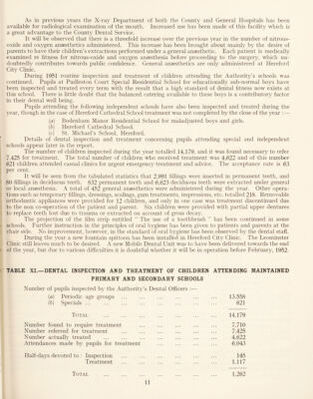 As in previous years the X-ray Department of both the County and General Hospitals has been
available for radiological examination of the mouth. Increased use has been made of this facility which is
a great advantage to the County Dental Service.
It will be observed that there is a threefold increase over the previous year in the number of nitrous-
oxide and oxygen anæsthetics administered. This increase has been brought about mainly by the desire of
parents to have their children's extractions performed under a general anæsthetic. Each patient is medically
examined in fitness for nitrous-oxide and oxygen anæsthesia before proceeding to the surgery, which un-
doubtedly contributes towards public confidence. General anæsthetics are only administered at Hereford
City Clinic.
During 1951 routine inspection and treatment of children attending the Authority's schools was
continued. Pupils at Pudleston Court Special Residential School for educationally sub-normal boys have
been inspected and treated every term with the result that a high standard of dental fitness now exists at
this school. There is little doubt that the balanced catering available to these boys is a contributory factor
in their dental well being.
Pupils attending the following independent schools have also been inspected and treated during the
year, though in the case of Hereford Cathedral School treatment was not completed by the close of the year :—
(a) Bodenham Manor Residential School for maladjusted boys and girls.
(b) Hereford Cathedral School.
(c) St. Michael's School, Hereford.
Details of dental inspection and treatment concerning pupils attending special and independent
schools appear later in the report.
The number of children inspected during the year totalled 14,179, and it was found necessary to refer
7,425 for treatment. The total number of children who received treatment was 4,622 and of this number
621 children attended casual clinics for urgent emergency treatment and advice. The acceptance rate is 63
per cent.
It will be seen from the tabulated statistics that 2,991 fillings were inserted in permanent teeth, and
80 fillings in deciduous teeth. 832 permanent teeth and 6,623 deciduous teeth were extracted under general
or local anæsthesia. A total of 427 general anæsthetics were administered during the year. Other opera-
tions such as temporary fillings, dressings, scalings, gum treatments, impressions, etc. totalled 218. Removable
orthodontic appliances were provided for 12 children, and only in one case was treatment discontinued due
to the non co-operation of the patient and parent. Six children were provided with partial upper dentures
to replace teeth lost due to trauma or extracted on account of gross decay.
The projection of the film strip entitled " The use of a toothbrush " has been continued in some
schools. Further instruction in the principles of oral hygiene has been given to patients and parents at the
chair side. No improvement, however, in the standard of oral hygiene has been observed by the dental staff.
During the year a new fountain spittoon has been installed in Hereford City Clinic. The Leominster
Clinic still leaves much to be desired. A new Mobile Dental Unit was to have been delivered towards the end
of the year, but due to various difficulties it is doubtful whether it will be in operation before February, 1952.
TABLE XI.—DENTAL INSPECTION AND TREATMENT OF CHILDREN ATTENDING MAINTAINED
PRIMARY AND SECONDARY SCHOOLS
Number of pupils inspected by the Authority's Dental Officers :—
(a) Periodic age groups ... 13,558
(b) Specials ... 621
TOTAL ... 14,179
Number found to require treatment ... 7,710
Number referred for treatment ... 7,425
Number actually treated ... 4,622
Attendances made by pupils for treatment ... 6,943
Half-days devoted to : Inspection ... 145
Treatment ... 1,117
TOTAL ... 1,262
11